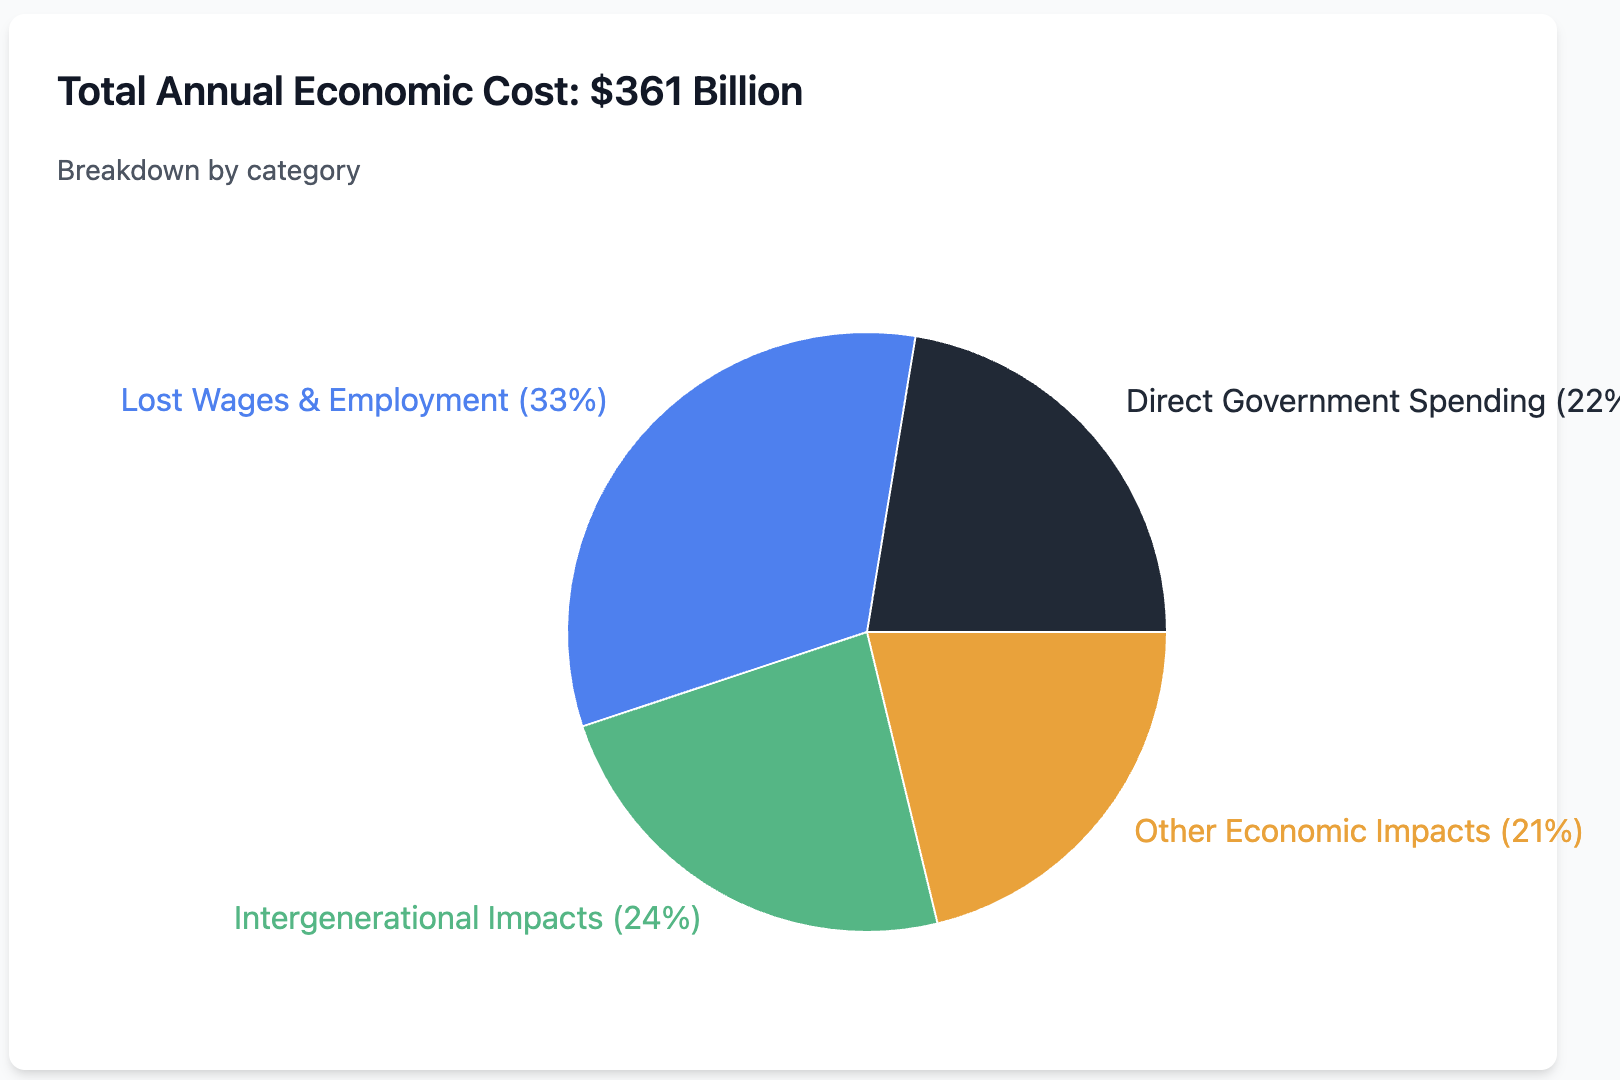 Total Annual Economic Cost: $361 Billion
Breakdown by category
Lost Wages & Employment (33%)
Direct Government Spending (22%
Other Economic Impacts (21%)
Intergenerational Impacts (24%)